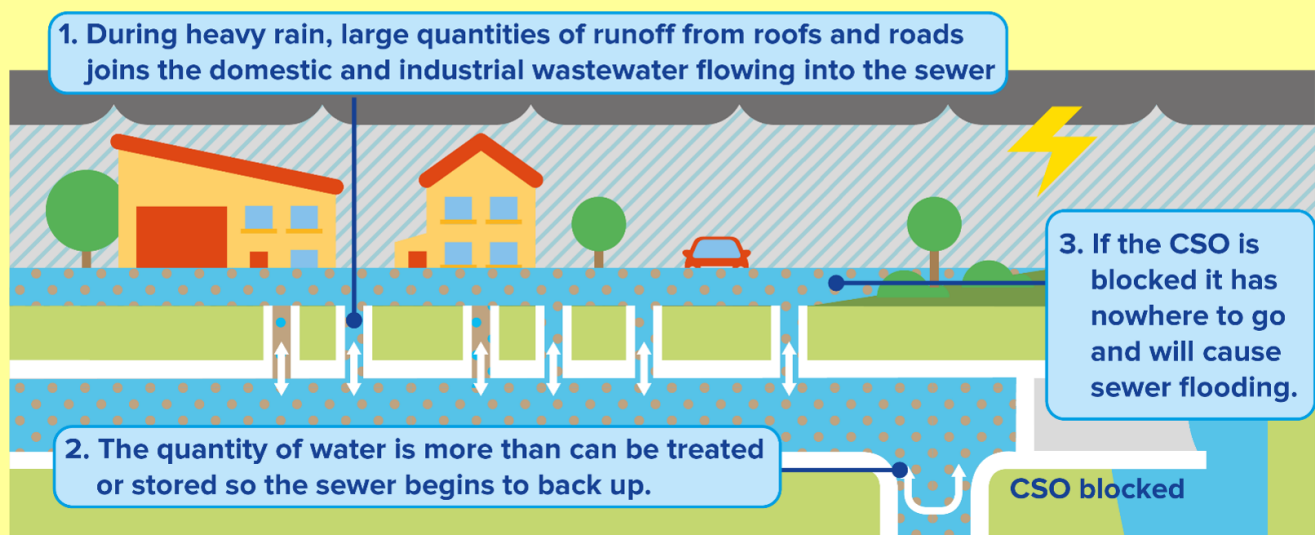 1. During heavy rain, large quantities of runoff from roofs and roads
joins the domestic and industrial wastewater flowing into the sewer
3. If the CSO is
blocked it has
nowhere to go
and will cause
sewer flooding.
2. The quantity of water is more than can be treated
or stored so the sewer begins to back up.
CSO blocked